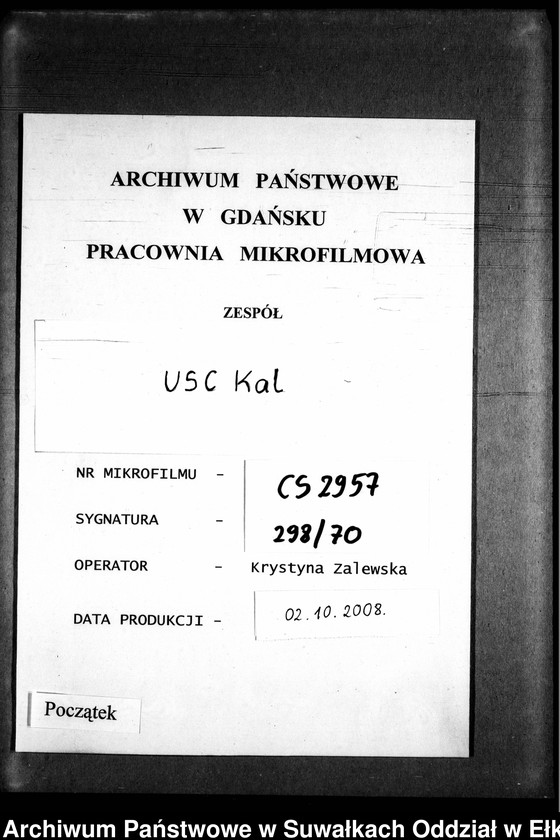 ARCHIWUM PAŃSTWOWE
W GDAŃSKU
PRACOWNIA MIKROFILMOWA
ZESPÓŁ
USC Kal
NR MIKROFILMU - CS 2957
SYGNATURA - 298/70
OPERATOR - Krystyna Zalewska
DATA PRODUKCJI - 02.10.2008.
Początek
Archiwum Państwowe w Suwałkach Oddział w Ełk